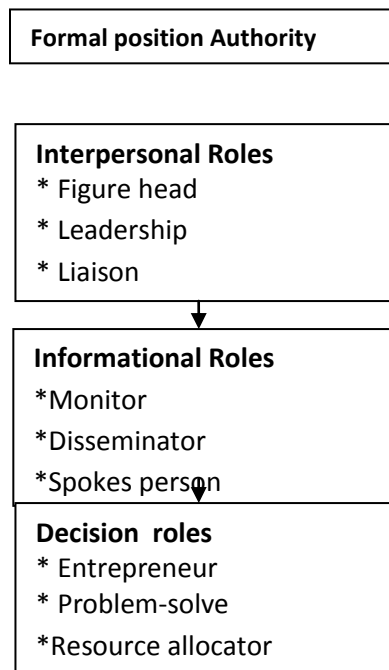 Formal position Authority
Interpersonal Roles
* Figure head
* Leadership
* Liaison
Informational Roles
*Monitor
*Disseminator
*Spokes person
Decision roles
* Entrepreneur
* Problem-solve
*Resource allocator